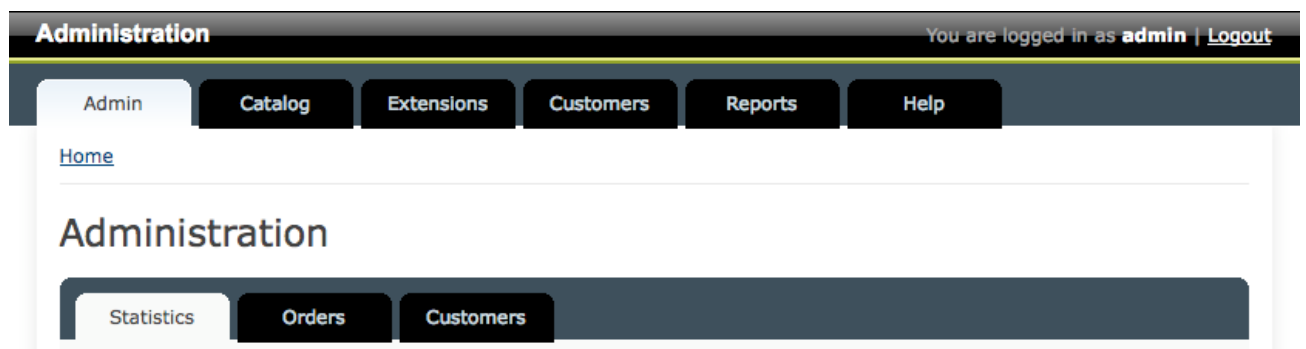 Administration You are logged in as admin | Logout
Admin Catalog Extensions Customers Reports Help
Home
Administration
Statistics Orders Customers